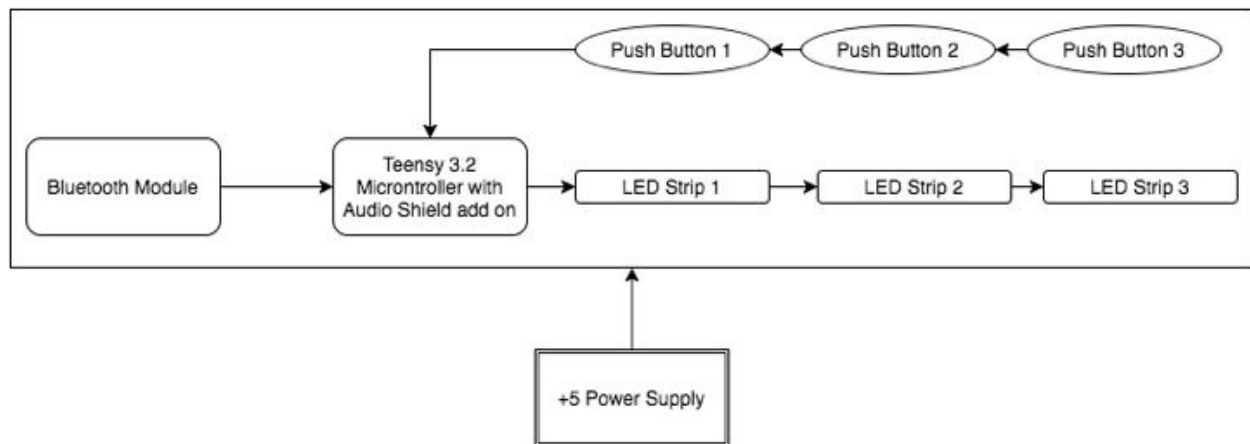 Push Button 1
Push Button 2
Push Button 3
Bluetooth Module
Teensy 3.2
Microntroller with
Audio Shield add on
LED Strip 1
LED Strip 2
LED Strip 3
+5 Power Supply